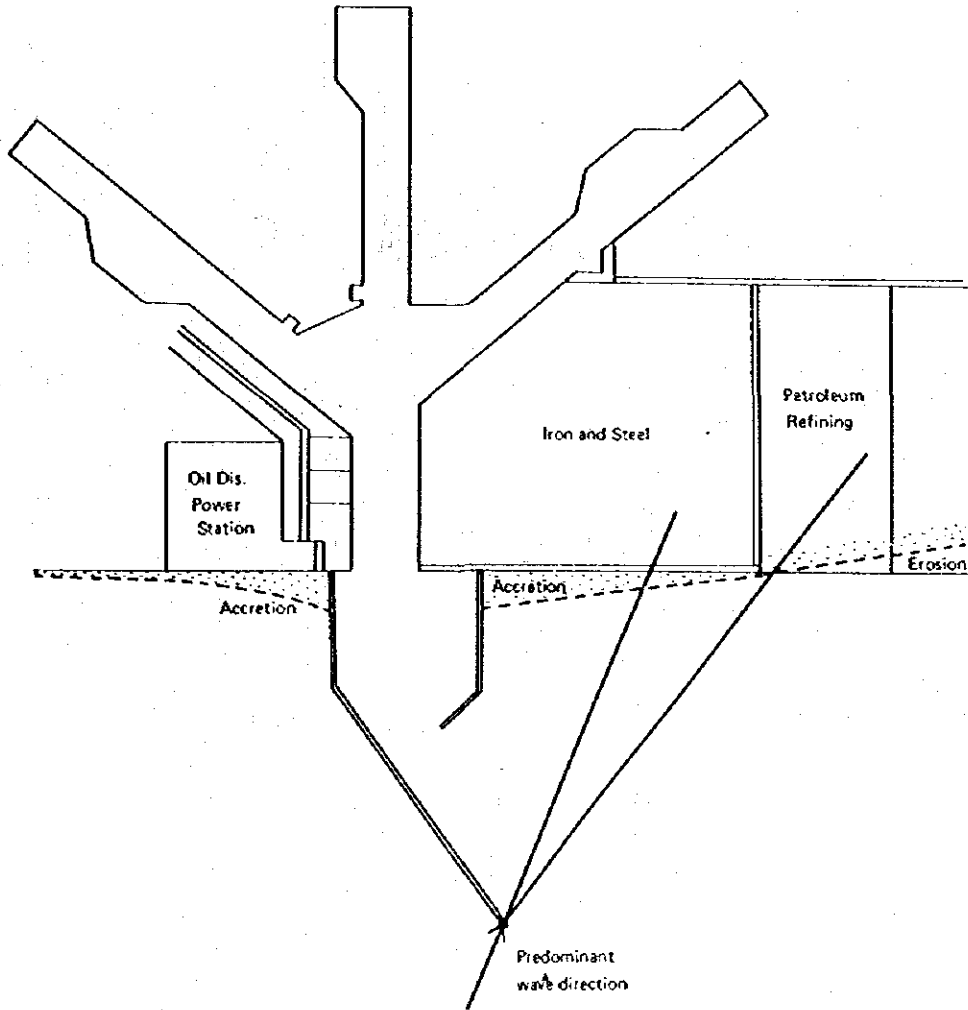 Petroleum
Refining
Iron and Steel
Oil Dis.
Power
Station
Erosion
Accretion
Accretion
Predominant
wave direction